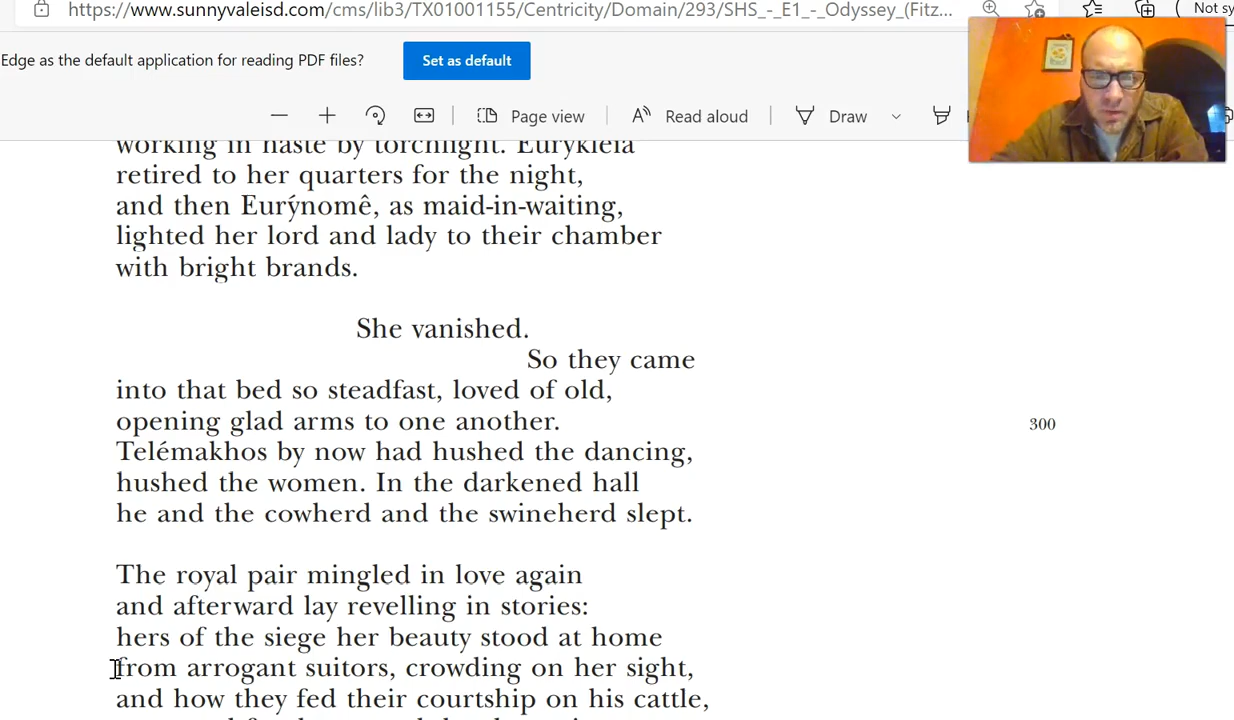 https://www.sunnyvaleisd.com/cms/lib3/TX01001155/Centricity/Domain/293/SHS_-_E1_-_Odyssey_(Fitz...
Not sy
Edge as the default application for reading PDF files?
Set as default
Page view
Read aloud
Draw
working in haste by torchlight. Eurýkleia
retired to her quarters for the night,
and then Eurýnomê, as maid-in-waiting,
lighted her lord and lady to their chamber
with bright brands.
She vanished.
So they came
into that bed so steadfast, loved of old,
opening glad arms to one another.
300
Telémakhos by now had hushed the dancing,
hushed the women. In the darkened hall
he and the cowherd and the swineherd slept.
The royal pair mingled in love again
and afterward lay revelling in stories:
hers of the siege her beauty stood at home
from arrogant suitors, crowding on her sight,
and how they fed their courtship on his cattle,